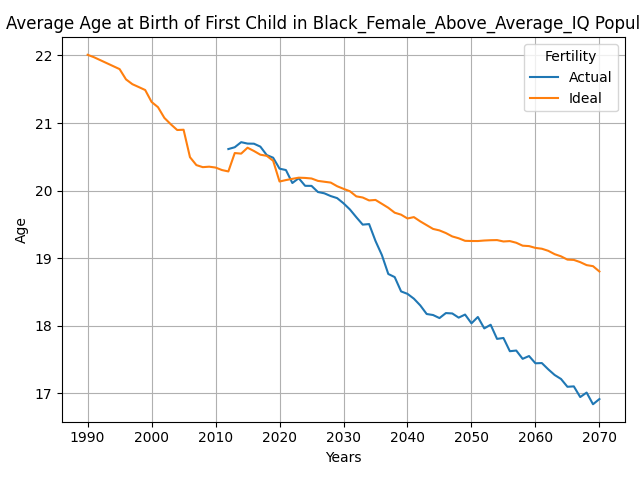 Average Age at Birth of First Child in Black_Female_Above_Average_IQ Popul
Fertility
Actual
Ideal
22
21
20
19
18
17
Age
1990 2000 2010 2020 2030 2040 2050 2060 2070
Years